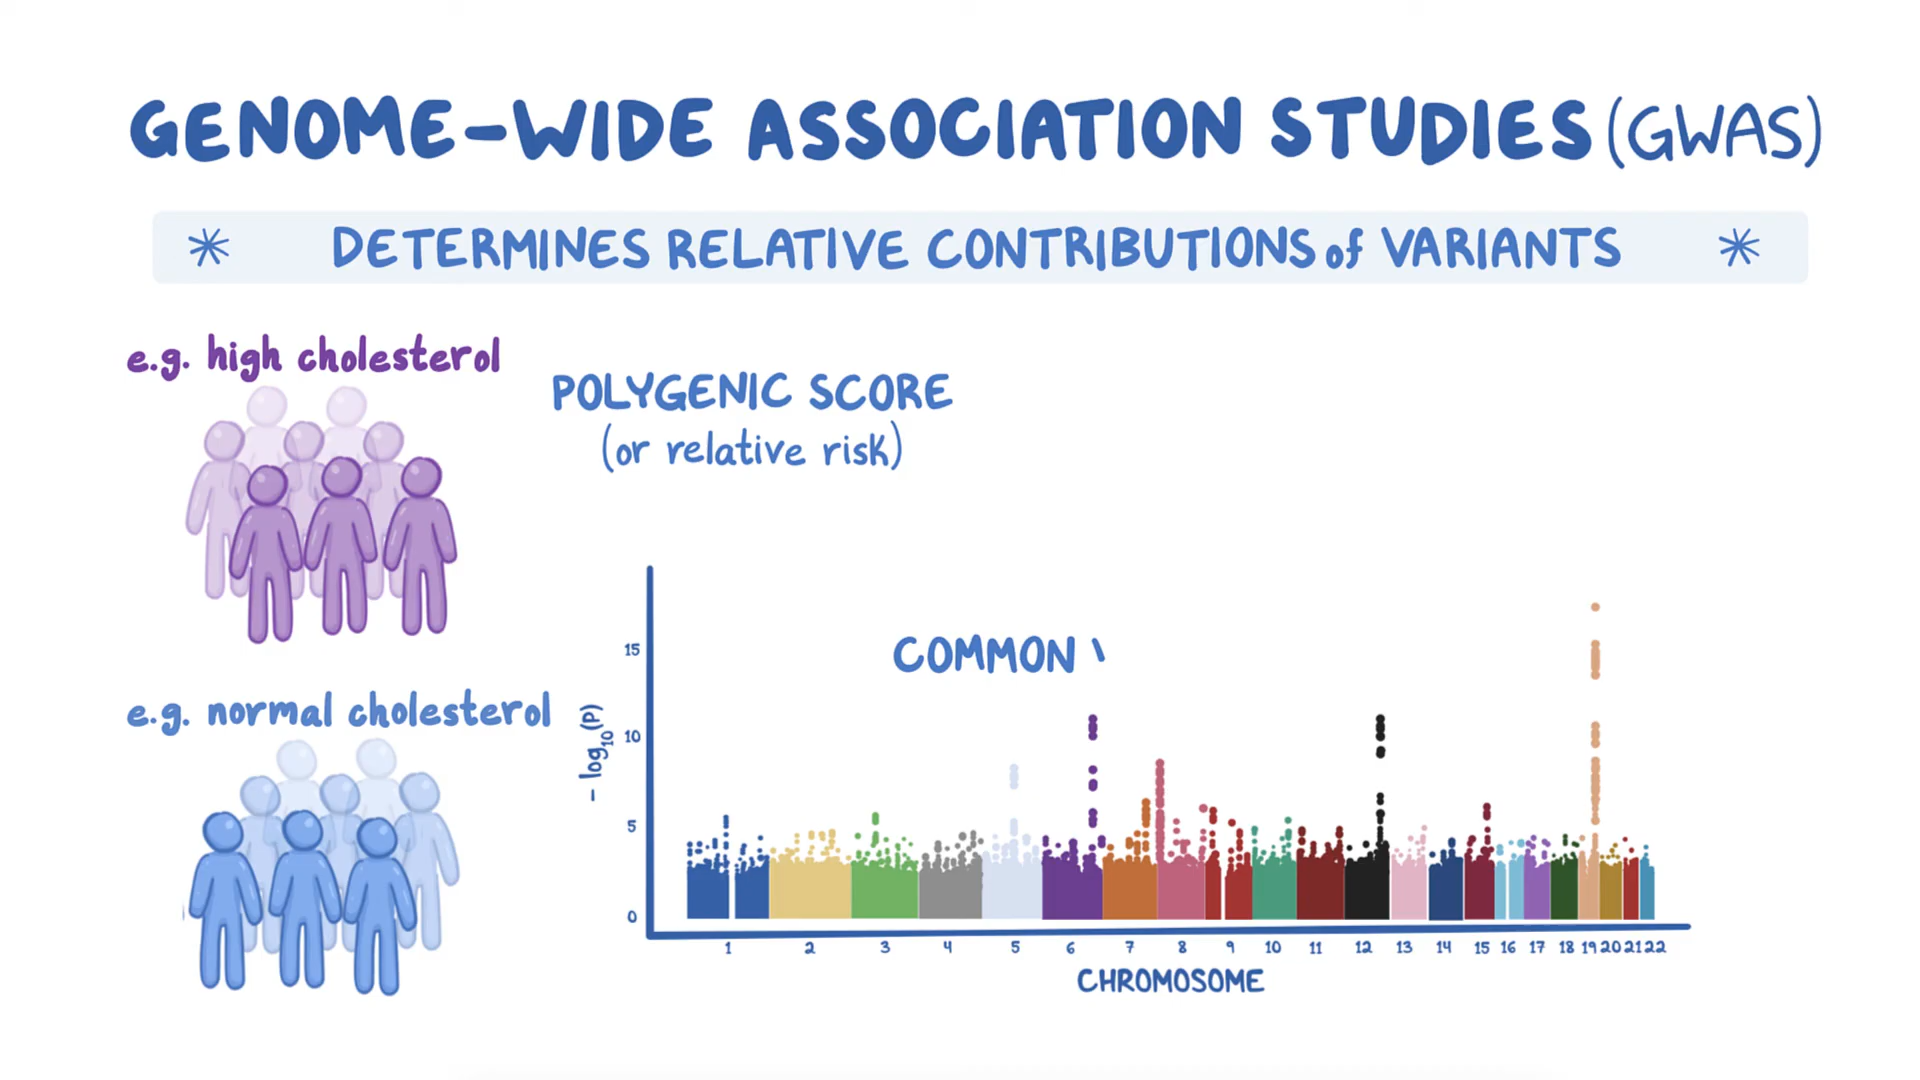 GENOME-WIDE ASSOCIATION STUDIES (GWAS)
* DETERMINES RELATIVE CONTRIBUTIONS of VARIANTS *
e.g. high cholesterol
POLYGENIC SCORE
(or relative risk)
e.g. normal cholesterol
COMMON
- log10(P)
15
10
5
0
1 2 3 4 5 6 7 8 9 10 11 12 13 14 15 16 17 18 19 20 21 22
CHROMOSOME